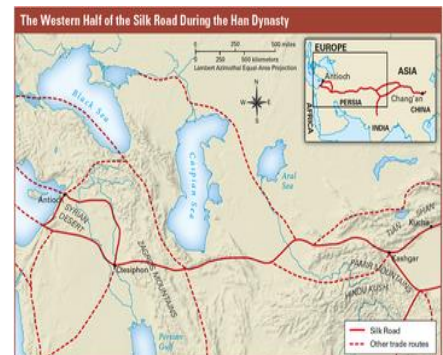 The Western Half of the Silk Road During the Han Dynasty
0 250 500 miles
0 250 500 kilometers
Lambert Azimuthal Equal-Area Projection
N
W
E
S
EUROPE
ASIA
Antioch
Chang'an
PERSIA
CHINA
INDIA
AFRICA
Black Sea
Caspian Sea
Aral
Sea
Antioch
SYRIAN
DESERT
Ctesiphon
ZAGROS MOUNTAINS
Persian
Gulf
TIAN SHAN
Kucha
Kashgar
PAMIR MOUNTAINS
HINDU KUSH
Silk Road
Other trade routes